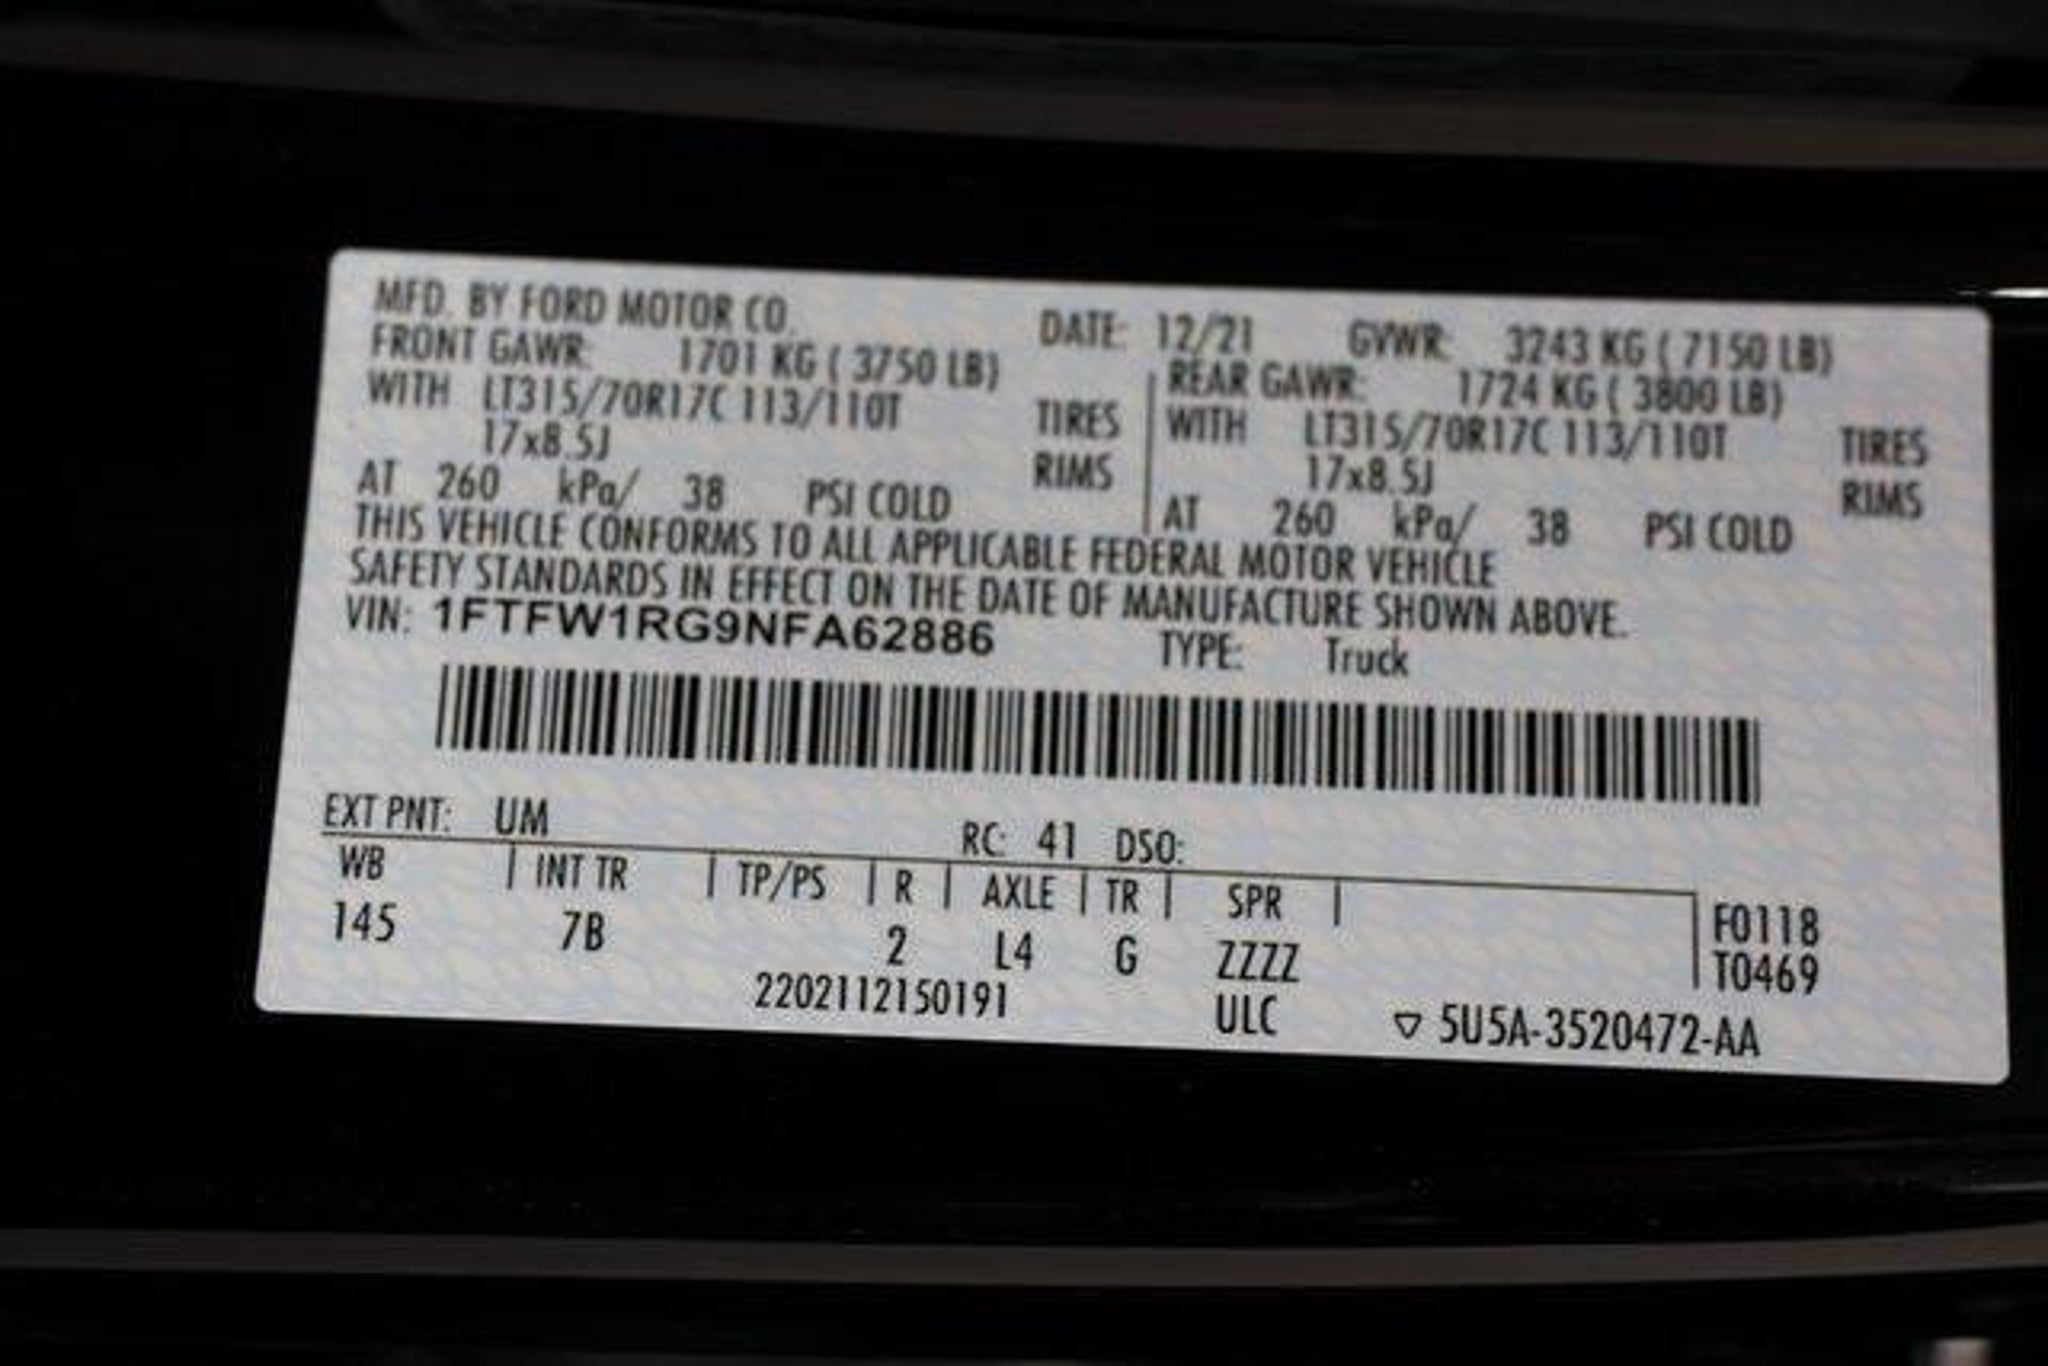 MFD. BY FORD MOTOR CO. DATE: 12/21 GVWR: 3243 KG ( 7150 LB)
FRONT GAWR: 1701 KG ( 3750 LB) REAR GAWR: 1724 KG ( 3800 LB)
WITH LT315/70R17C 113/110T TIRES WITH LT315/70R17C 113/110T TIRES
17x8.5J RIMS 17x8.5J RIMS
AT 260 kPa/ 38 PSI COLD AT 260 kPa/ 38 PSI COLD
THIS VEHICLE CONFORMS TO ALL APPLICABLE FEDERAL MOTOR VEHICLE
SAFETY STANDARDS IN EFFECT ON THE DATE OF MANUFACTURE SHOWN ABOVE.
VIN: 1FTFW1RG9NFA62886 TYPE: Truck
EXT PNT: UM RC: 41 DSO:
WB INT TR TP/PS R AXLE TR SPR F0118
145 7B 2 L4 G ZZZZ T0469
2202112150191 ULC ▽ 5U5A-3520472-AA